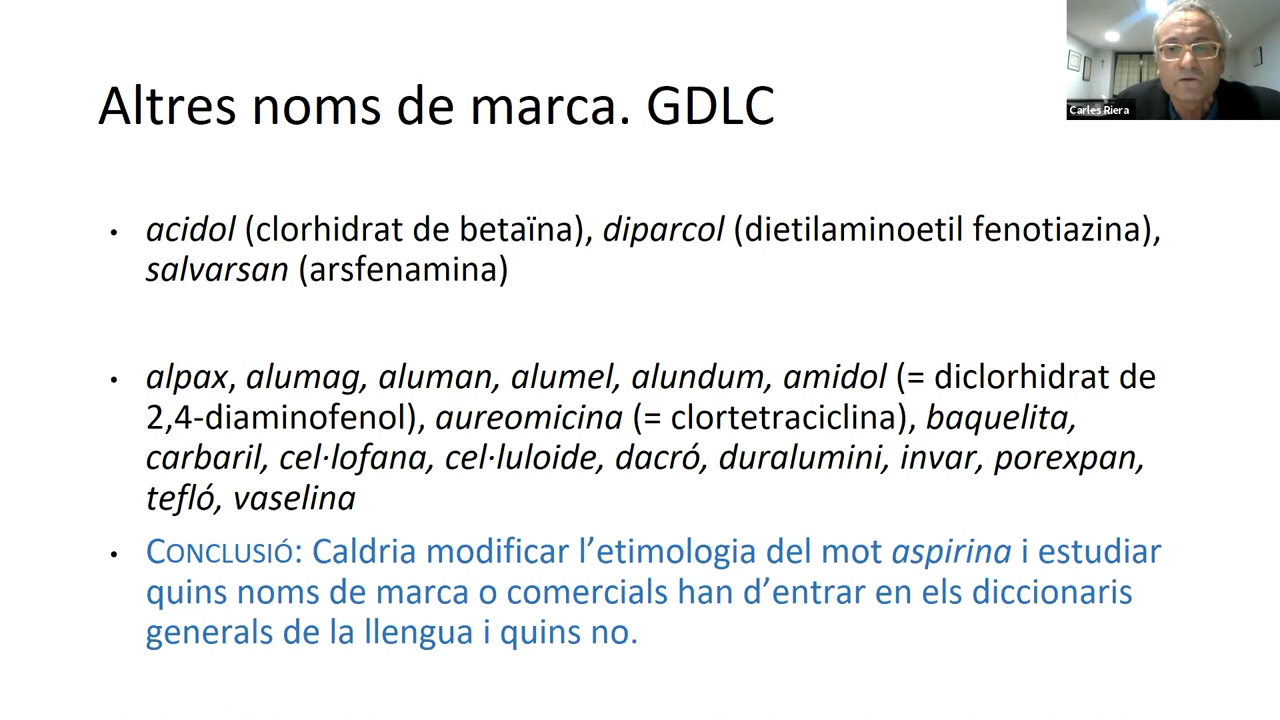 Altres noms de marca. GDLC
Carles Riera
• acidol (clorhidrat de betaïna), diparcol (dietilaminoetil fenotiazina),
salvarsan (arsfenamina)
• alpax, alumag, aluman, alumel, alundum, amidol (= diclorhidrat de
2,4-diaminofenol), aureomicina (= clortetraciclina), baquelita,
carbaril, cel·lofana, cel·luloide, dacró, duralumini, invar, porexpan,
tefló, vaselina
• CONCLUSIÓ: Caldria modificar l’etimologia del mot aspirina i estudiar
quins noms de marca o comercials han d’entrar en els diccionaris
generals de la llengua i quins no.